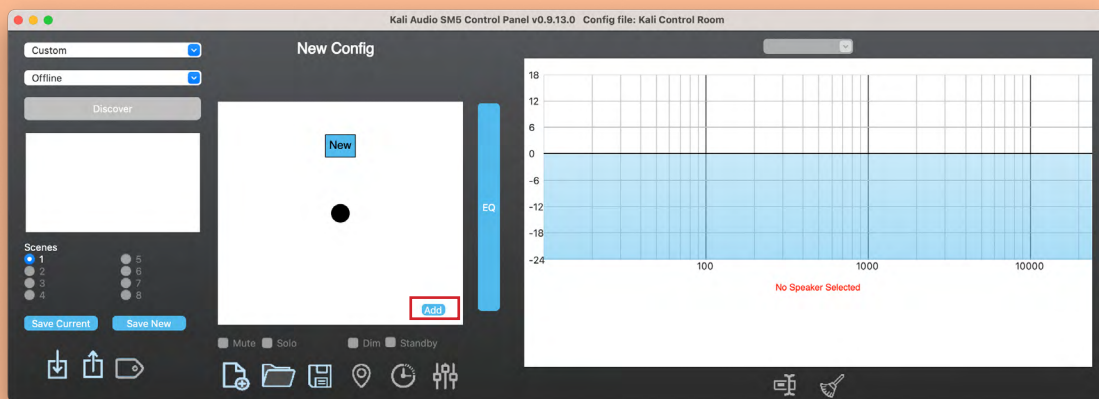 Kali Audio SM5 Control Panel v0.9.13.0   Config file: Kali Control Room
Custom
Offline
Discover
Scenes
1
2
3
4
5
6
7
8
Save Current
Save New
New Config
New
Add
EQ
Mute
Solo
Dim
Standby
18
12
6
0
-6
-12
-18
-24
100
1000
10000
No Speaker Selected